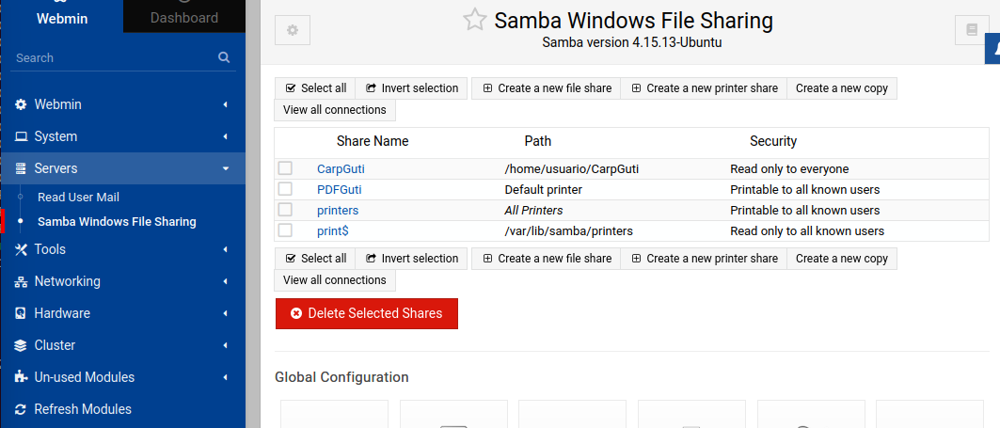 Webmin
Dashboard
Search
Webmin
System
Servers
Read User Mail
Samba Windows File Sharing
Tools
Networking
Hardware
Cluster
Un-used Modules
Refresh Modules
Samba Windows File Sharing
Samba version 4.15.13-Ubuntu
Select all Invert selection Create a new file share Create a new printer share Create a new copy
View all connections
Share Name Path Security
CarpGuti /home/usuario/CarpGuti Read only to everyone
PDFGuti Default printer Printable to all known users
printers All Printers Printable to all known users
print$ /var/lib/samba/printers Read only to all known users
Select all Invert selection Create a new file share Create a new printer share Create a new copy
View all connections
Delete Selected Shares
Global Configuration